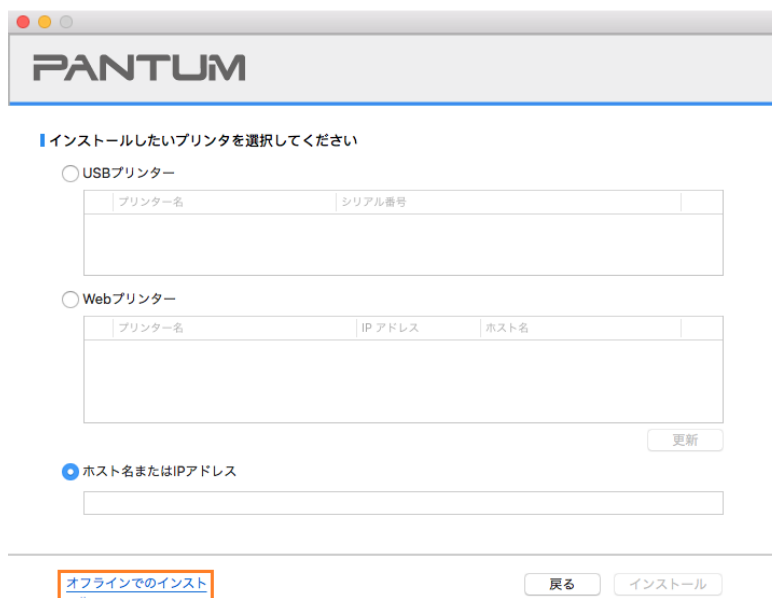 PANTUM
インストールしたいプリンタを選択してください
USBプリンター
プリンター名 シリアル番号
Webプリンター
プリンター名 IP アドレス ホスト名
更新
ホスト名またはIPアドレス
オフラインでのインスト 戻る インストール